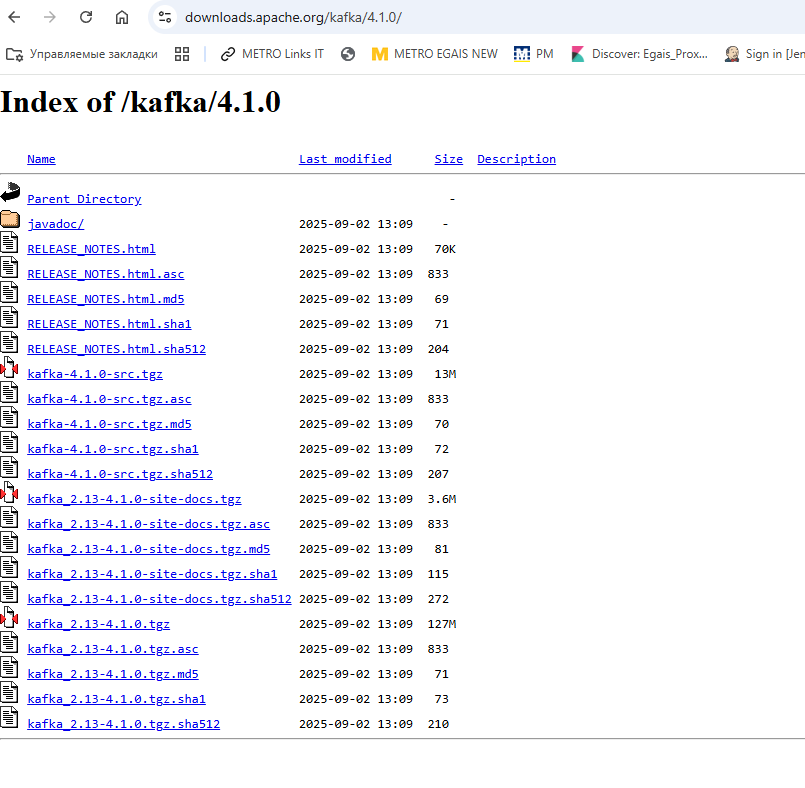 downloads.apache.org/kafka/4.1.0/
Управляемые закладки METRO Links IT METRO EGAIS NEW PM Discover: Egais_Prox... Sign in [Jen
Index of /kafka/4.1.0
Name Last modified Size Description
Parent Directory -
javadoc/ 2025-09-02 13:09 -
RELEASE_NOTES.html 2025-09-02 13:09 70K
RELEASE_NOTES.html.asc 2025-09-02 13:09 833
RELEASE_NOTES.html.md5 2025-09-02 13:09 69
RELEASE_NOTES.html.sha1 2025-09-02 13:09 71
RELEASE_NOTES.html.sha512 2025-09-02 13:09 204
kafka-4.1.0-src.tgz 2025-09-02 13:09 13M
kafka-4.1.0-src.tgz.asc 2025-09-02 13:09 833
kafka-4.1.0-src.tgz.md5 2025-09-02 13:09 70
kafka-4.1.0-src.tgz.sha1 2025-09-02 13:09 72
kafka-4.1.0-src.tgz.sha512 2025-09-02 13:09 207
kafka_2.13-4.1.0-site-docs.tgz 2025-09-02 13:09 3.6M
kafka_2.13-4.1.0-site-docs.tgz.asc 2025-09-02 13:09 833
kafka_2.13-4.1.0-site-docs.tgz.md5 2025-09-02 13:09 81
kafka_2.13-4.1.0-site-docs.tgz.sha1 2025-09-02 13:09 115
kafka_2.13-4.1.0-site-docs.tgz.sha512 2025-09-02 13:09 272
kafka_2.13-4.1.0.tgz 2025-09-02 13:09 127M
kafka_2.13-4.1.0.tgz.asc 2025-09-02 13:09 833
kafka_2.13-4.1.0.tgz.md5 2025-09-02 13:09 71
kafka_2.13-4.1.0.tgz.sha1 2025-09-02 13:09 73
kafka_2.13-4.1.0.tgz.sha512 2025-09-02 13:09 210